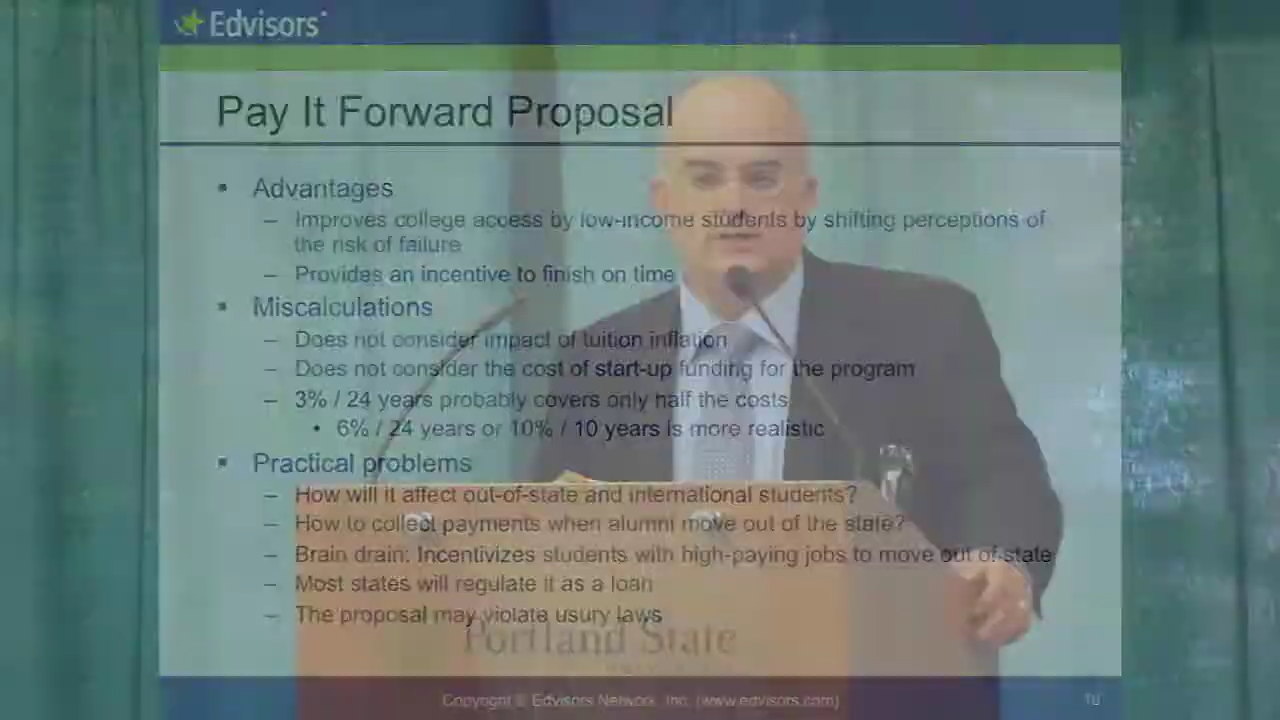 Edvisors
Pay It Forward Proposal
▪ Advantages
– Improves college access by low-income students by shifting perceptions of
the risk of failure
– Provides an incentive to finish on time
▪ Miscalculations
– Does not consider impact of tuition inflation
– Does not consider the cost of start-up funding for the program
– 3% / 24 years probably covers only half the costs
• 6% / 24 years or 10% / 10 years is more realistic
▪ Practical problems
– How will it affect out-of-state and international students?
– How to collect payments when alumni move out of the state?
– Brain drain: Incentivizes students with high-paying jobs to move out of state
– Most states will regulate it as a loan
– The proposal may violate usury laws
Portland State
Copyright © Edvisors Network, Inc. (www.edvisors.com)